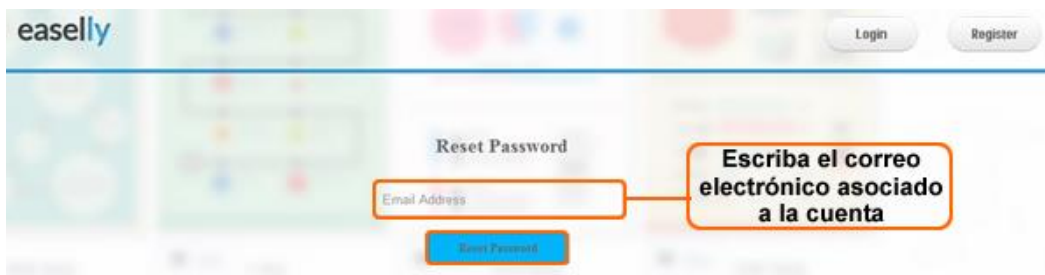 easelly
Login
Register
Reset Password
Email Address
Escriba el correo
electrónico asociado
a la cuenta
Reset Password